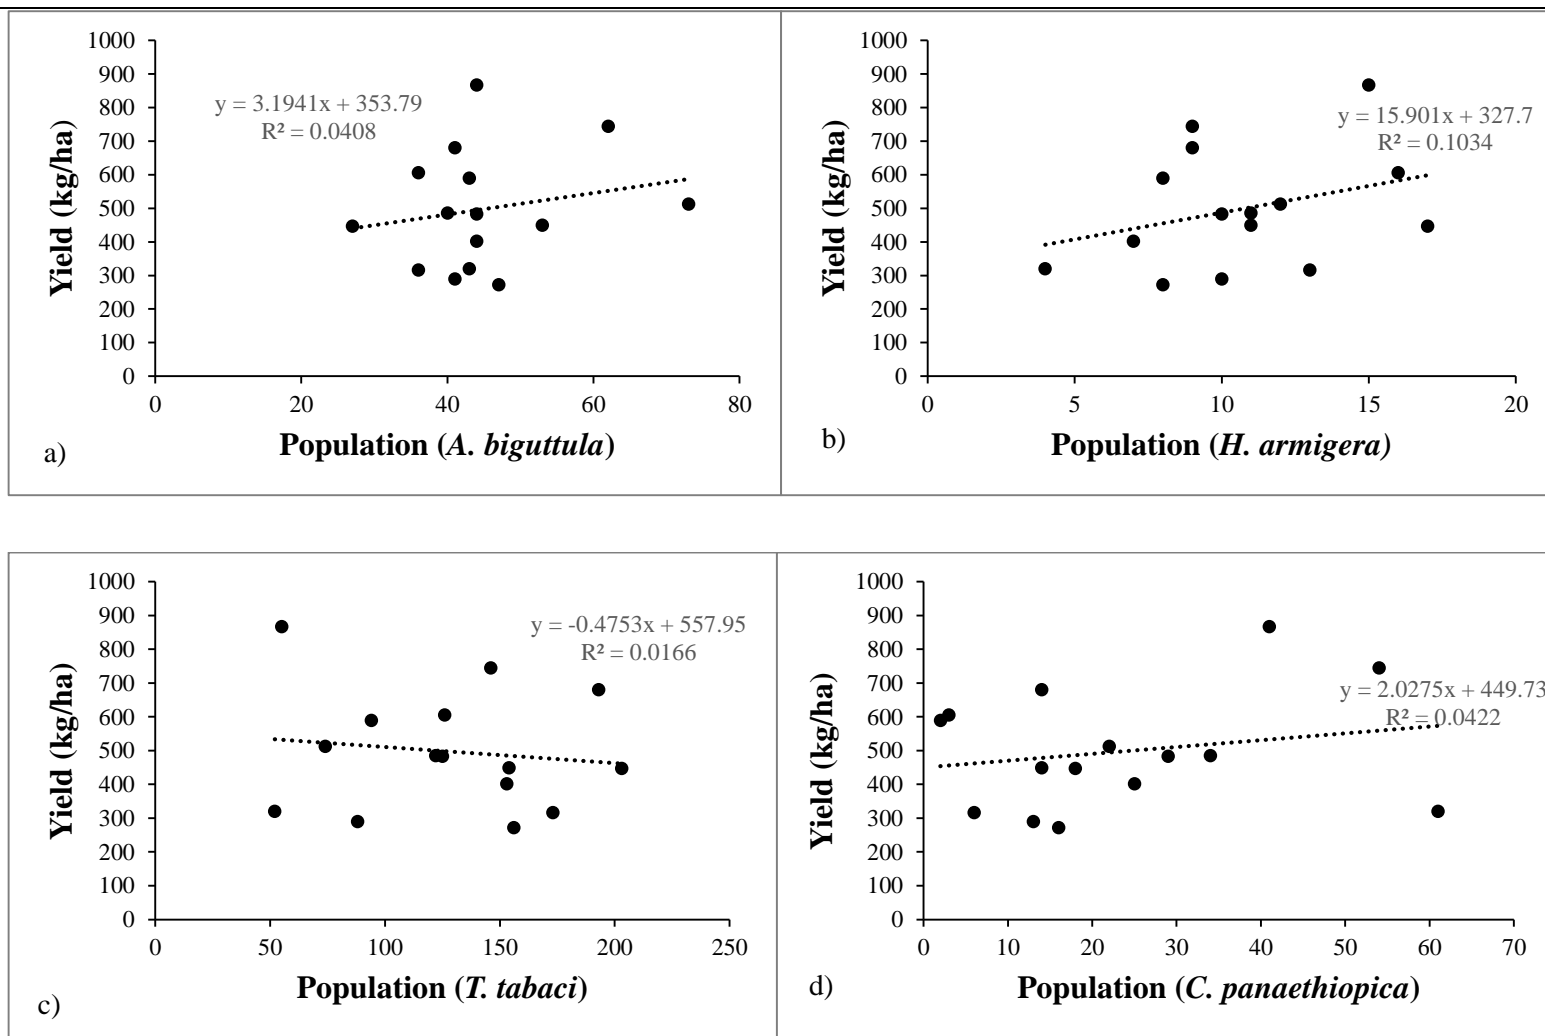 1000
900
800
700
600
500
400
300
200
100
0
0 20 40 60 80
Yield (kg/ha)
y = 3.1941x + 353.79
R² = 0.0408
Population (A. biguttula)
a)
1000
900
800
700
600
500
400
300
200
100
0
0 5 10 15 20
Yield (kg/ha)
y = 15.901x + 327.7
R² = 0.1034
Population (H. armigera)
b)
1000
900
800
700
600
500
400
300
200
100
0
0 50 100 150 200 250
Yield (kg/ha)
y = -0.4753x + 557.95
R² = 0.0166
Population (T. tabaci)
c)
1000
900
800
700
600
500
400
300
200
100
0
0 10 20 30 40 50 60 70
Yield (kg/ha)
y = 2.0275x + 449.73
R² = 0.0422
Population (C. panaethiopica)
d)